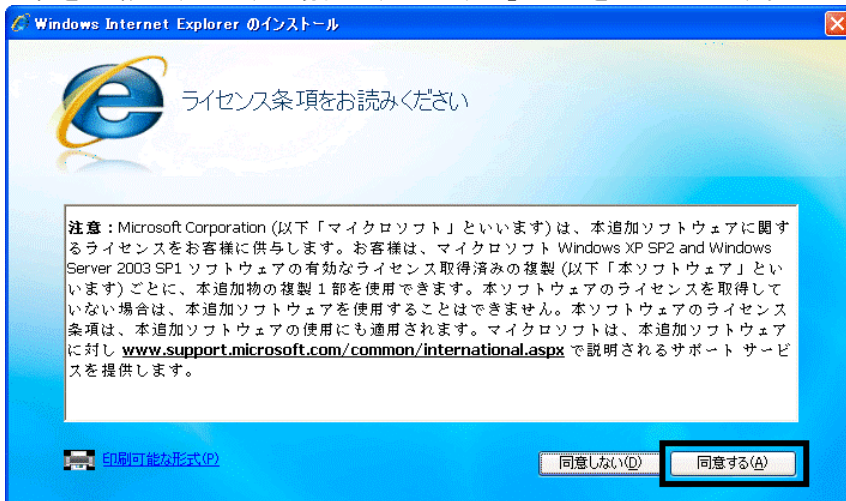 Windows Internet Explorer のインストール
ライセンス条項をお読みください
注意：Microsoft Corporation (以下「マイクロソフト」といいます) は、本追加ソフトウェアに関す
るライセンスをお客様に供与します。お客様は、マイクロソフト Windows XP SP2 and Windows
Server 2003 SP1 ソフトウェアの有効なライセンス取得済みの複製 (以下「本ソフトウェア」とい
います) ごとに、本追加物の複製 1 部を使用できます。本ソフトウェアのライセンスを取得して
いない場合は、本追加ソフトウェアを使用することはできません。本ソフトウェアのライセンス
条項は、本追加ソフトウェアの使用にも適用されます。マイクロソフトは、本追加ソフトウェア
に対し www.support.microsoft.com/common/international.aspx で説明されるサポート サービ
スを提供します。
印刷可能な形式(P)
同意しない(D)
同意する(A)